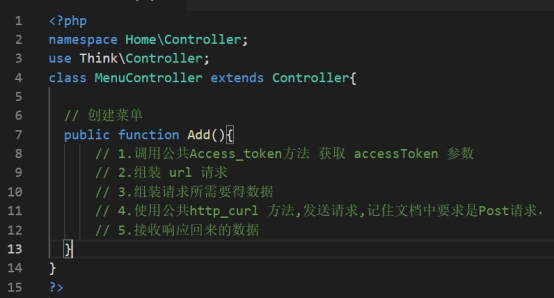 1 <?php
2 namespace Home\Controller;
3 use Think\Controller;
4 class MenuController extends Controller{
5
6 // 创建菜单
7 public function Add(){
8 // 1.调用公共Access_token方法 获取 accessToken 参数
9 // 2.组装 url 请求
10 // 3.组装请求所需要得数据
11 // 4.使用公共http_curl 方法,发送请求,记住文档中要求是Post请求.
12 // 5.接收响应回来的数据
13 }
14 }
15 ?>